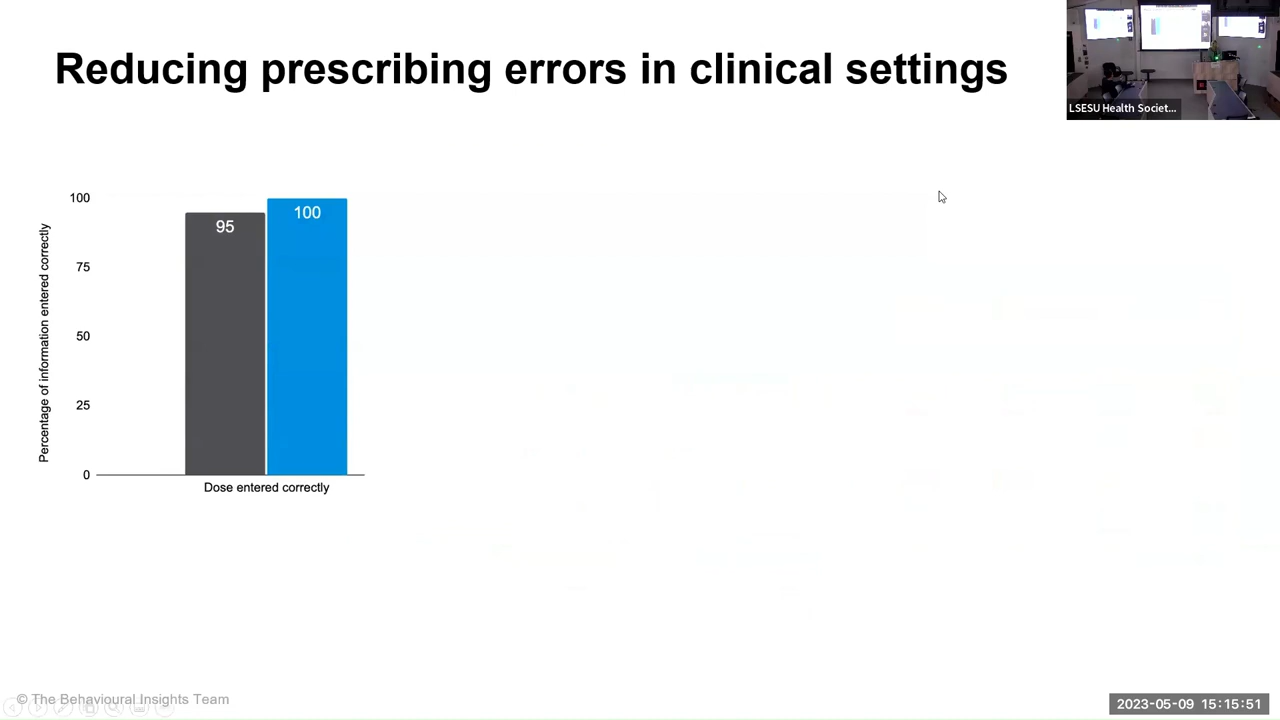 Reducing prescribing errors in clinical settings
LSESU Health Societ...
Percentage of information entered correctly
100
75
50
25
0
95
100
Dose entered correctly
© The Behavioural Insights Team
2023-05-09 15:15:51